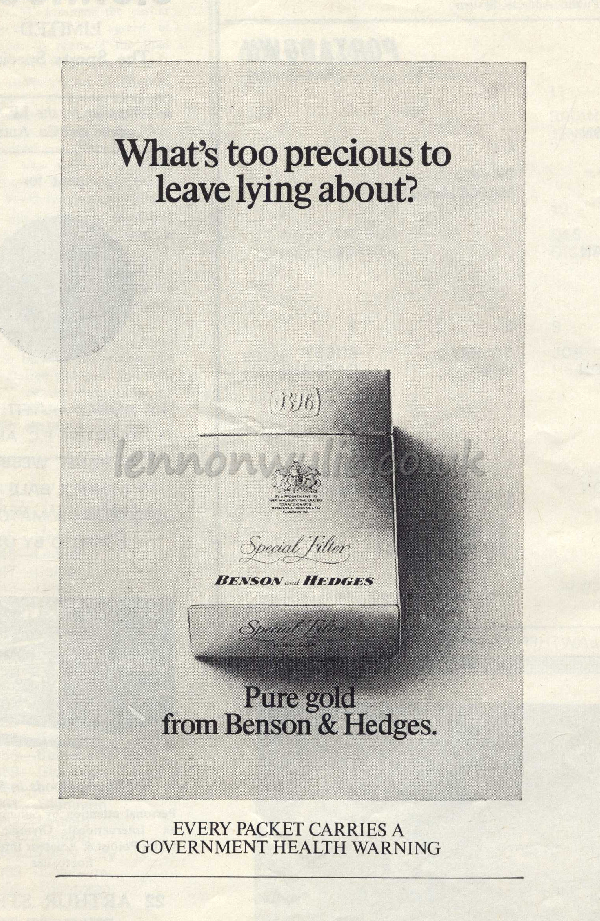 What's too precious to
leave lying about?
lennonwylie.co.uk
Special Filter
BENSON and HEDGES
Special Filter
Pure gold
from Benson & Hedges.
EVERY PACKET CARRIES A
GOVERNMENT HEALTH WARNING